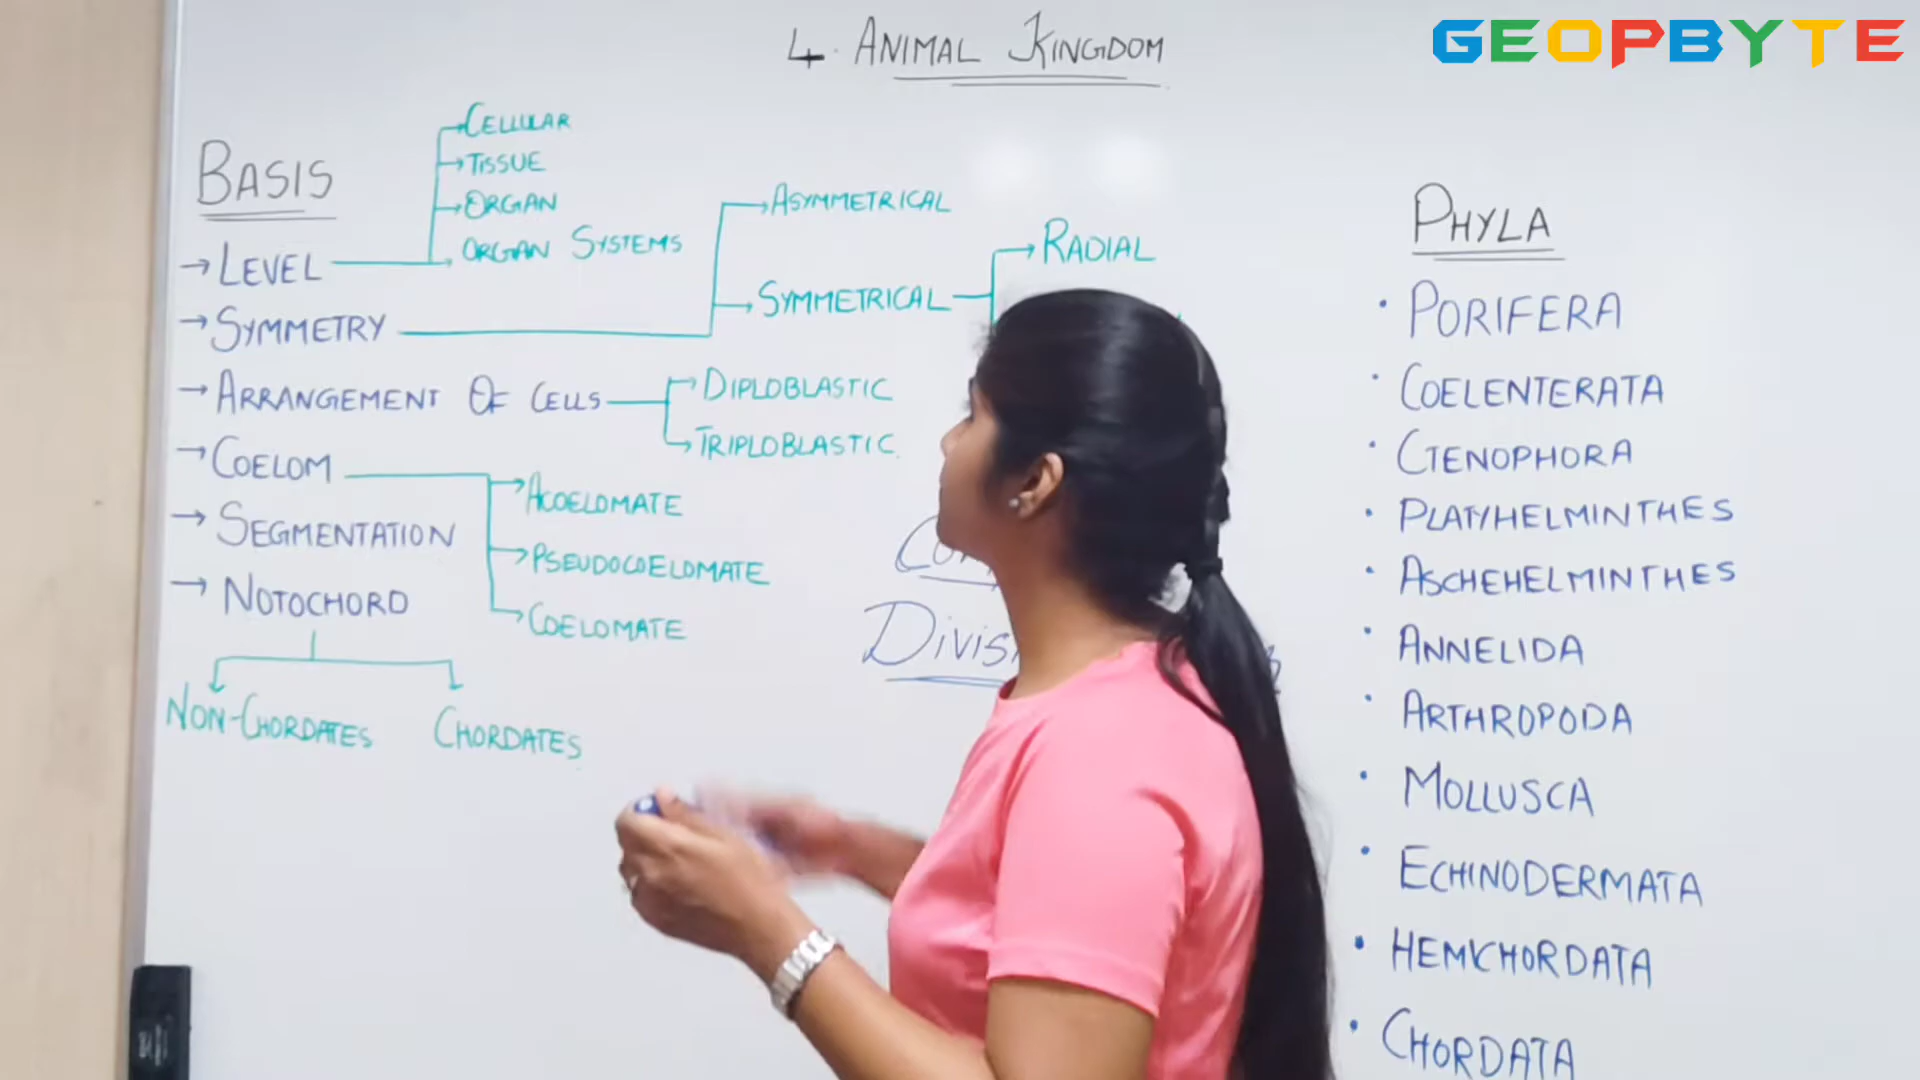 4. ANIMAL KINGDOM
GEOPBYTE
BASIS
→ LEVEL
→ CELLULAR
→ TISSUE
→ ORGAN
→ ORGAN SYSTEMS
→ SYMMETRY
→ ASYMMETRICAL
→ SYMMETRICAL
→ RADIAL
→ ARRANGEMENT OF CELLS
→ DIPLOBLASTIC
→ TRIPLOBLASTIC
→ COELOM
→ ACOELOMATE
→ PSEUDOCOELOMATE
→ COELOMATE
→ SEGMENTATION
→ NOTOCHORD
NON-CHORDATES
CHORDATES
PHYLA
• PORIFERA
• COELENTERATA
• CTENOPHORA
• PLATYHELMINTHES
• ASCHEHELMINTHES
• ANNELIDA
• ARTHROPODA
• MOLLUSCA
• ECHINODERMATA
• HEMICHORDATA
• CHORDATA